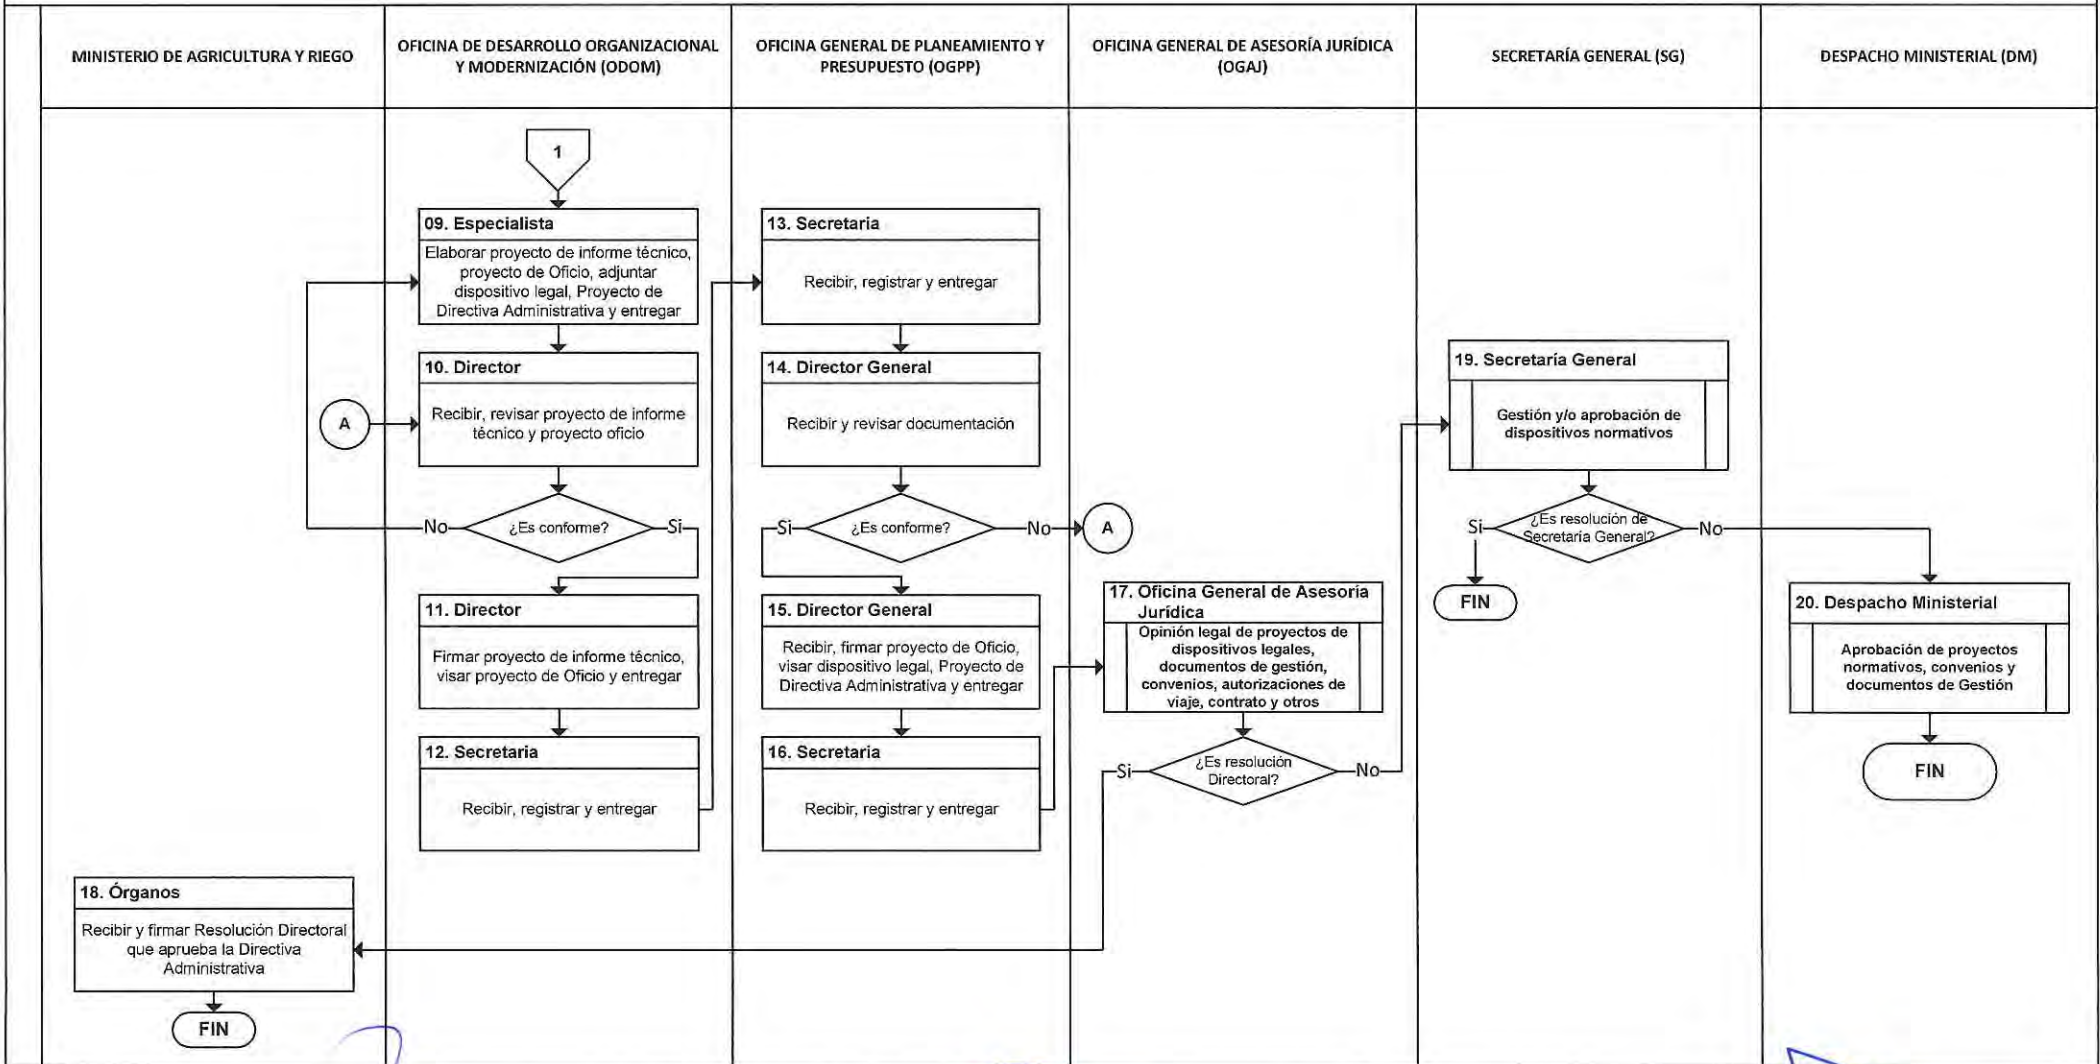 MINISTERIO DE AGRICULTURA Y RIEGO
OFICINA DE DESARROLLO ORGANIZACIONAL
Y MODERNIZACIÓN (ODOM)
OFICINA GENERAL DE PLANEAMIENTO Y
PRESUPUESTO (OGPP)
OFICINA GENERAL DE ASESORÍA JURÍDICA
(OGAJ)
SECRETARÍA GENERAL (SG)
DESPACHO MINISTERIAL (DM)
1
09. Especialista
Elaborar proyecto de informe técnico,
proyecto de Oficio, adjuntar
dispositivo legal, Proyecto de
Directiva Administrativa y entregar
A
10. Director
Recibir, revisar proyecto de informe
técnico y proyecto oficio
No
¿Es conforme?
Si
11. Director
Firmar proyecto de informe técnico,
visar proyecto de Oficio y entregar
12. Secretaria
Recibir, registrar y entregar
13. Secretaria
Recibir, registrar y entregar
14. Director General
Recibir y revisar documentación
Si
¿Es conforme?
No
A
15. Director General
Recibir, firmar proyecto de Oficio,
visar dispositivo legal, Proyecto de
Directiva Administrativa y entregar
16. Secretaria
Recibir, registrar y entregar
17. Oficina General de Asesoría
Jurídica
Opinión legal de proyectos de
dispositivos legales,
documentos de gestión,
convenios, autorizaciones de
viaje, contrato y otros
Si
¿Es resolución
Directoral?
No
18. Órganos
Recibir y firmar Resolución Directoral
que aprueba la Directiva
Administrativa
FIN
19. Secretaría General
Gestión y/o aprobación de
dispositivos normativos
Si
¿Es resolución de
Secretaría General?
No
FIN
20. Despacho Ministerial
Aprobación de proyectos
normativos, convenios y
documentos de Gestión
FIN